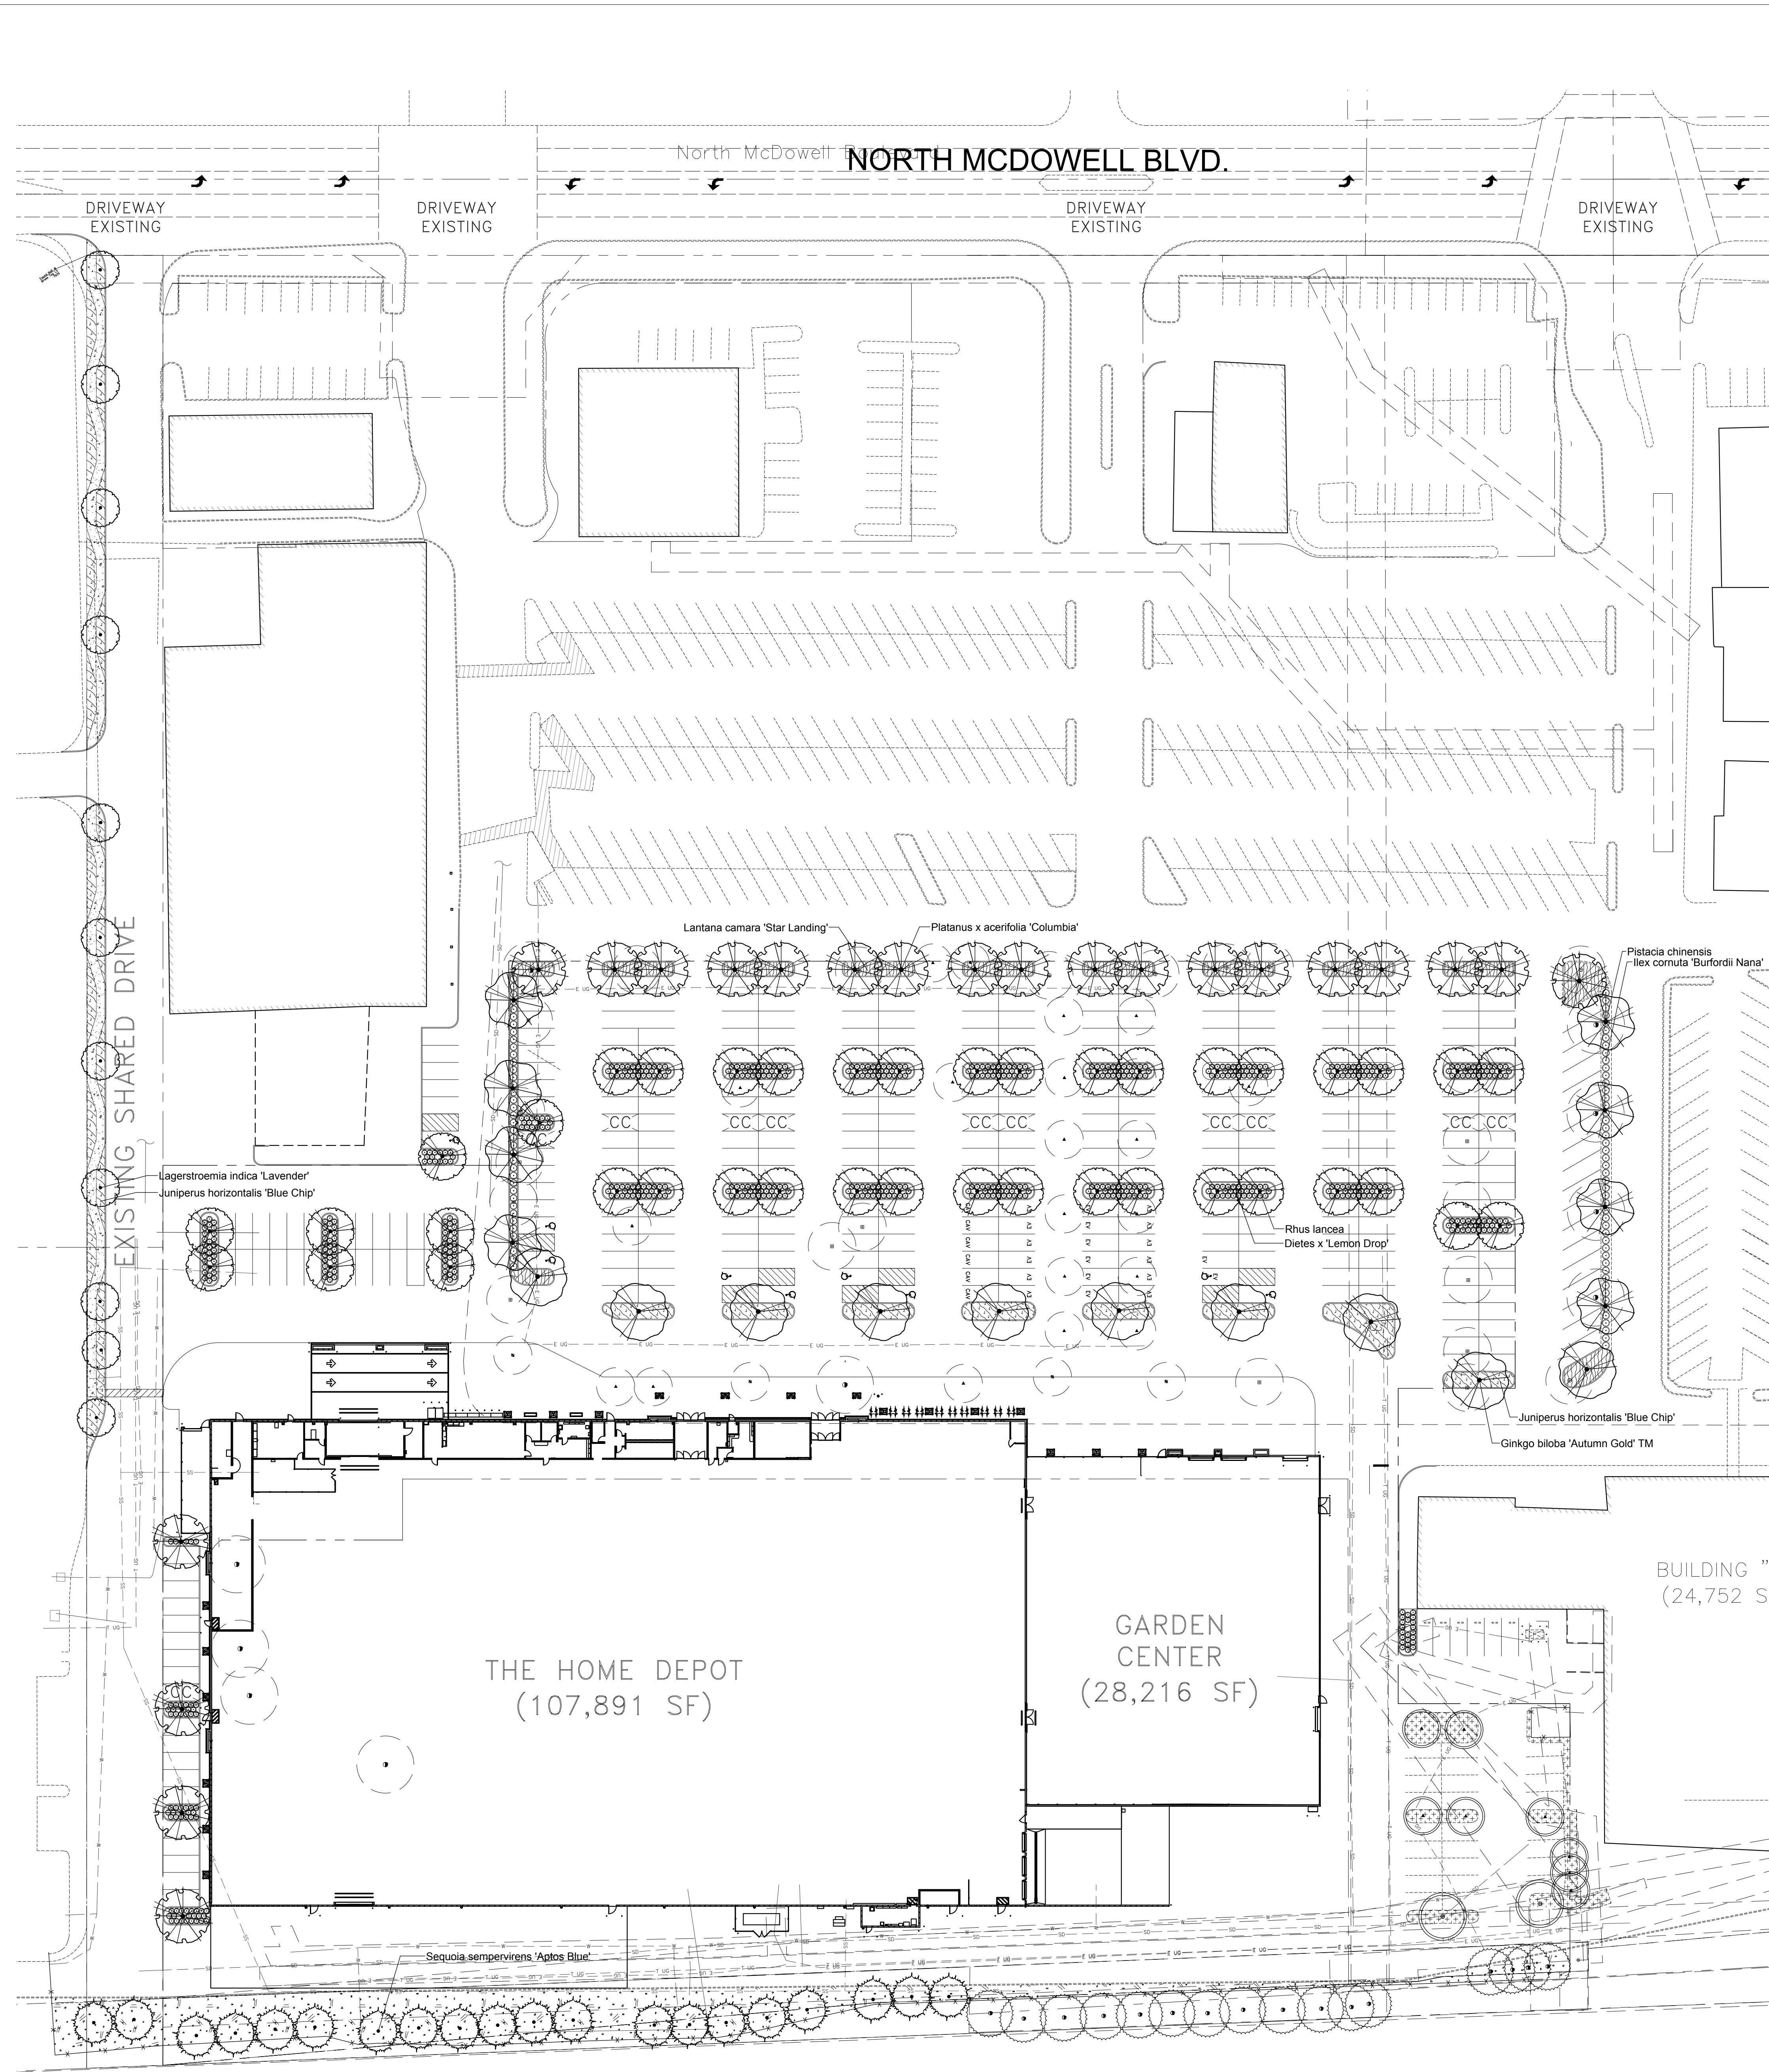 North McDowell Boulevard
NORTH MCDOWELL BLVD.
DRIVEWAY
EXISTING
DRIVEWAY
EXISTING
DRIVEWAY
EXISTING
DRIVEWAY
EXISTING
Lantana camara 'Star Landing'
Platanus x acerifolia 'Columbia'
Pistacia chinensis
Ilex cornuta 'Burfordii Nana'
EXISTING SHARED DRIVE
CC
CC
CC CC
CC CC
CC CC
CC CC
Lagerstroemia indica 'Lavender'
Juniperus horizontalis 'Blue Chip'
Rhus lancea
Dietes x 'Lemon Drop'
Juniperus horizontalis 'Blue Chip'
Ginkgo biloba 'Autumn Gold' TM
BUILDING "
(24,752 S
THE HOME DEPOT
(107,891 SF)
GARDEN
CENTER
(28,216 SF)
CC
Sequoia sempervirens 'Aptos Blue'